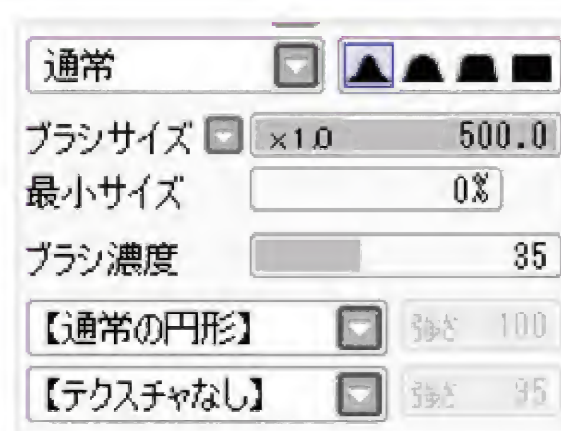 通常
ブラシサイズ ×1.0 500.0
最小サイズ 0%
ブラシ濃度 35
【通常の円形】 強さ 100
【テクスチャなし】 強さ 95